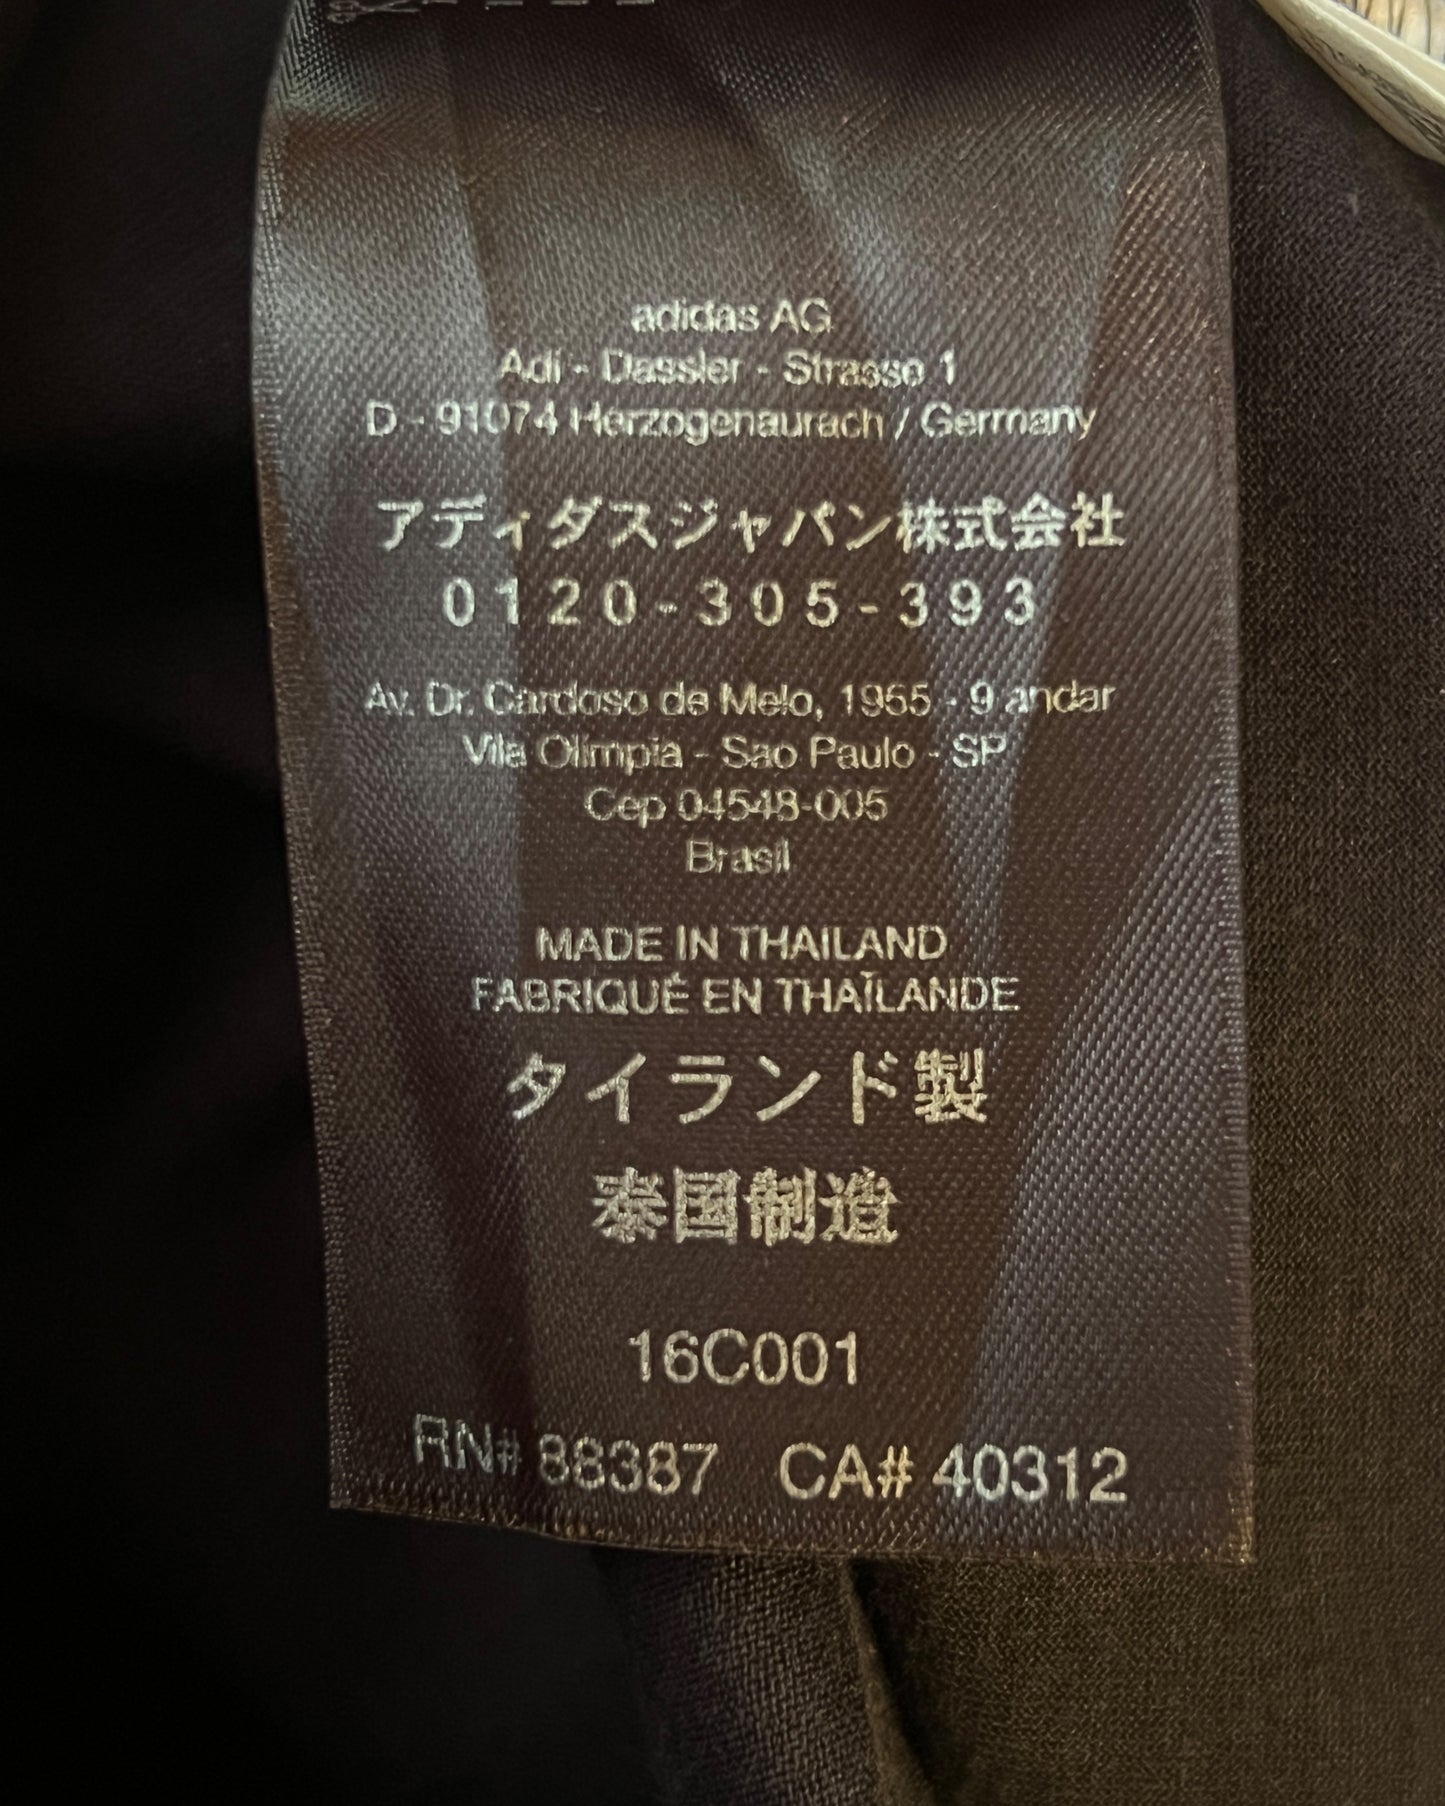 adidas AG
Adi - Dassler - Strasse 1
D - 91074 Herzogenaurach / Germany
アディダスジャパン株式会社
0120-305-393
Av. Dr. Cardoso de Melo, 1955 - 9 andar
Vila Olimpia - Sao Paulo - SP
Cep 04548-005
Brasil
MADE IN THAILAND
FABRIQUÉ EN THAÏLANDE
タイランド製
泰国制造
16C001
RN# 88387 CA# 40312